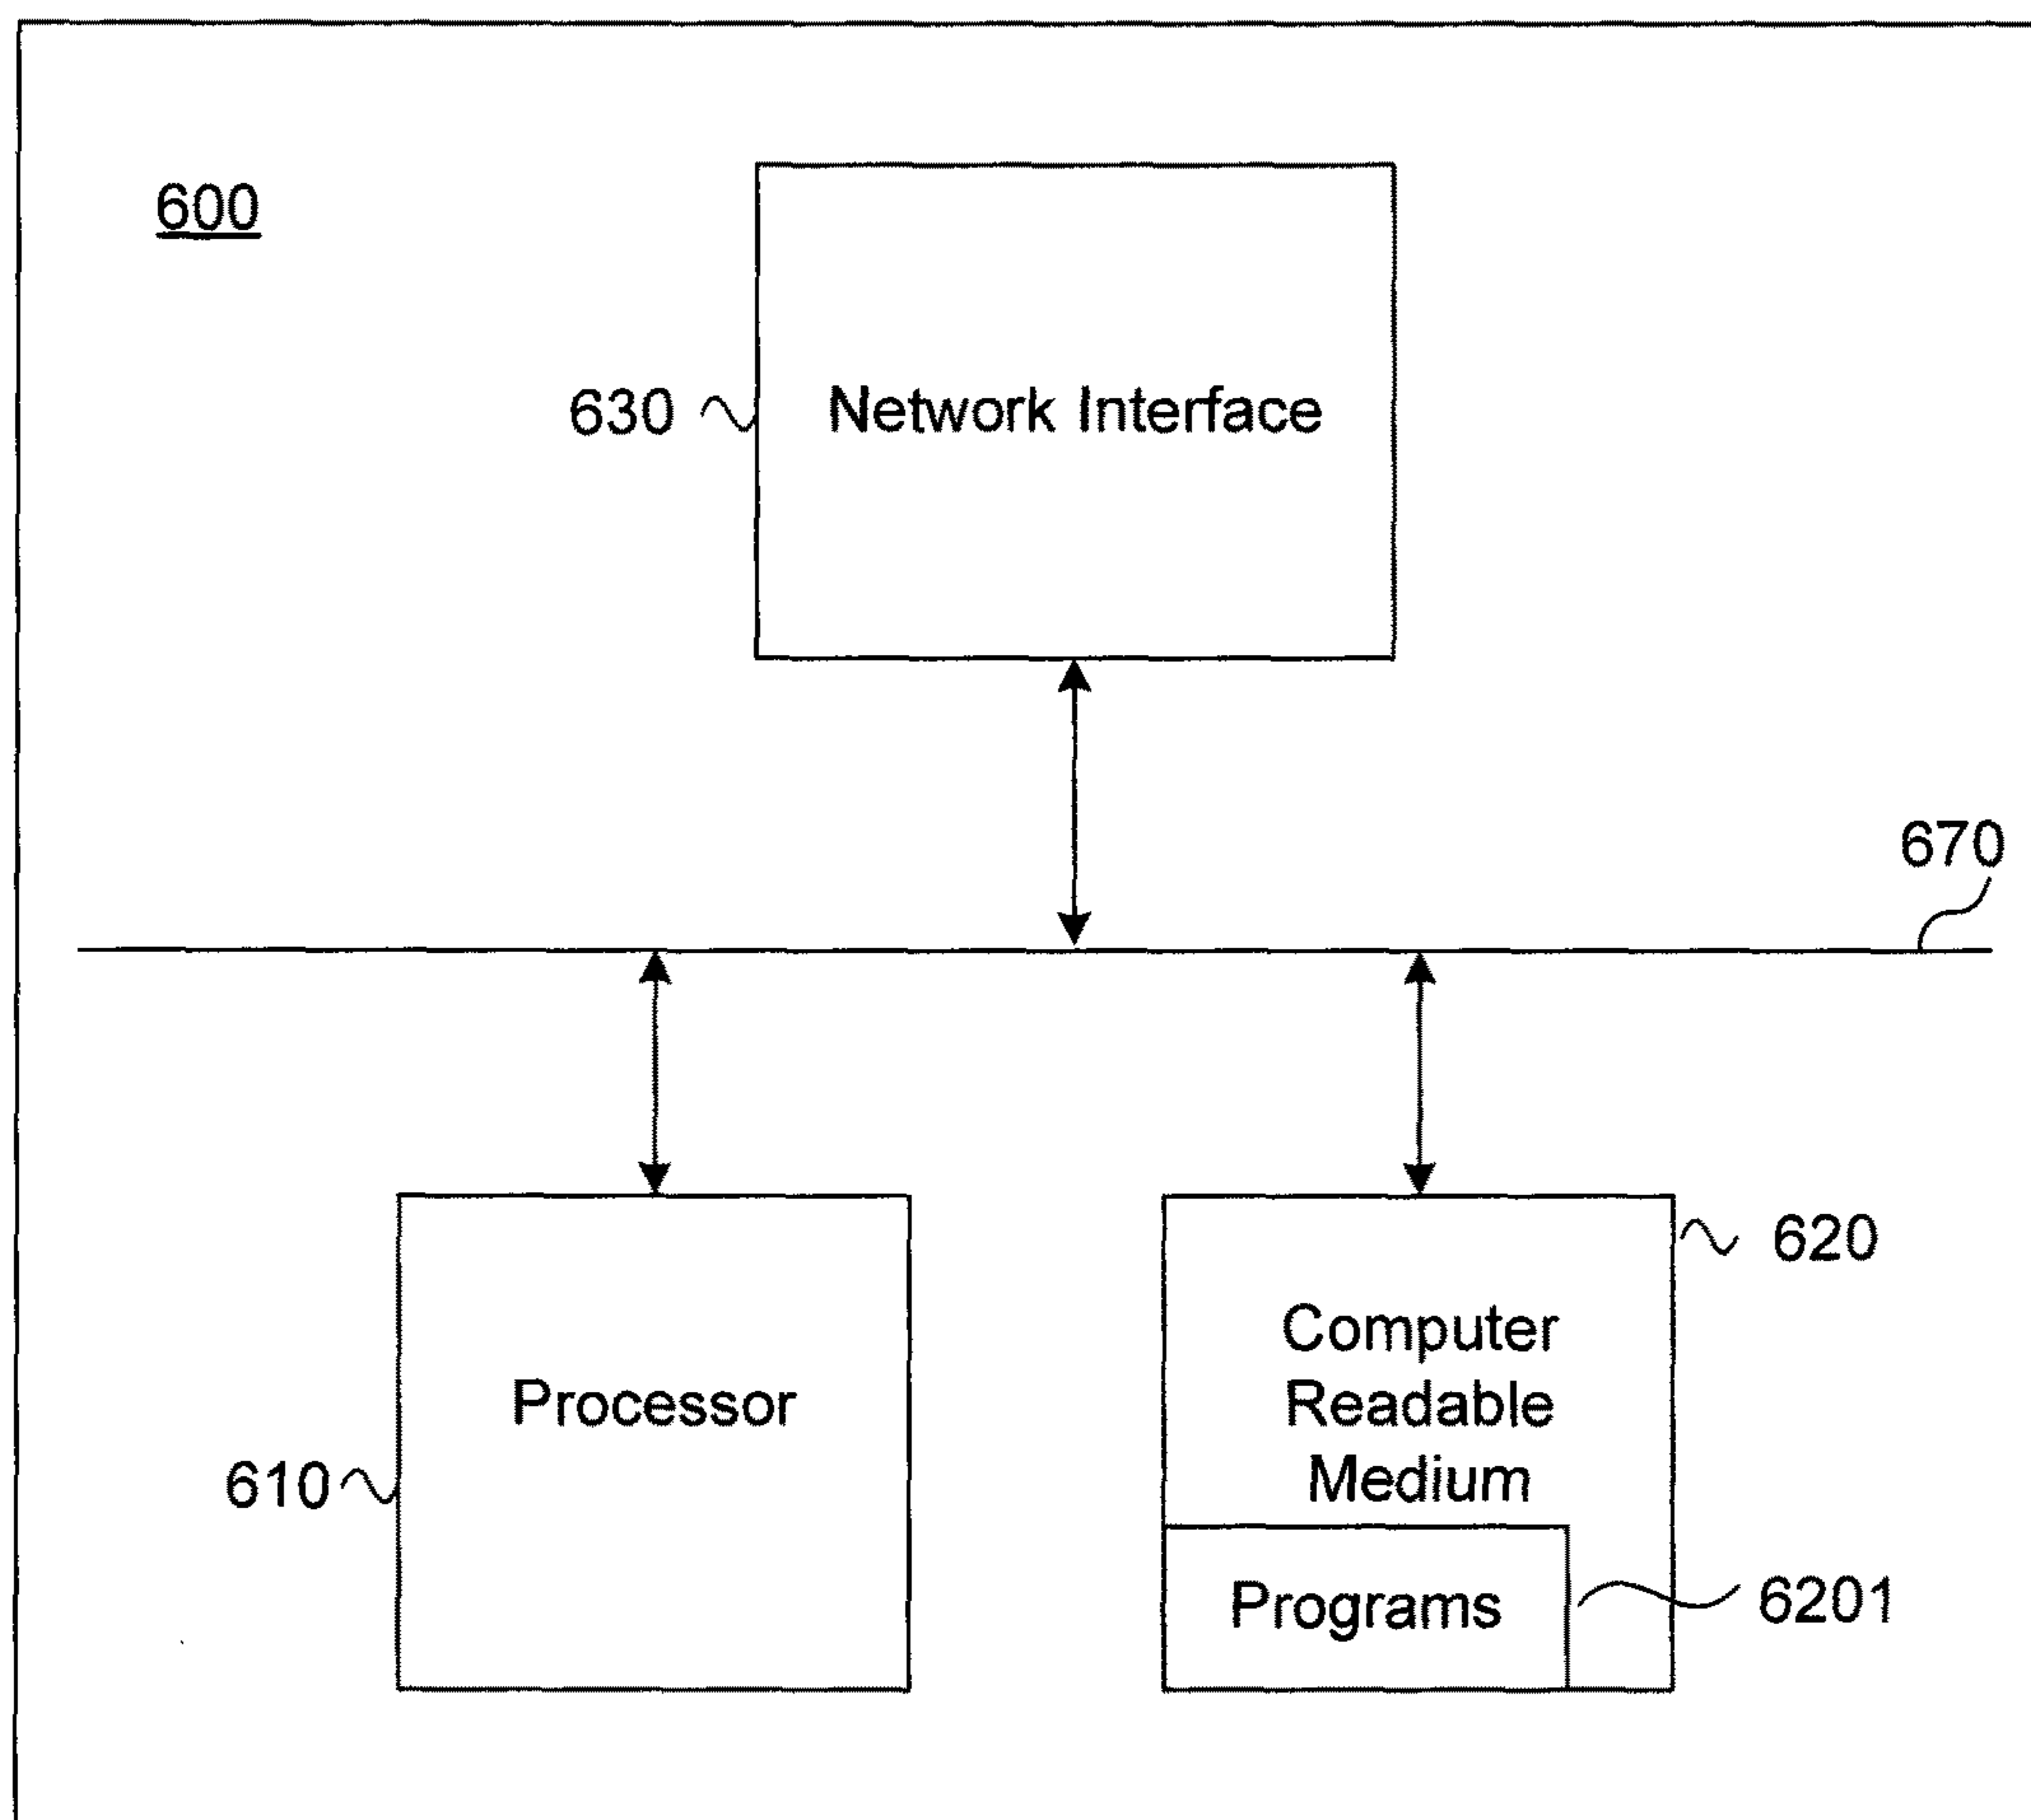 600
630
Network Interface
670
620
Computer
Readable
Medium
Processor
610
Programs
6201